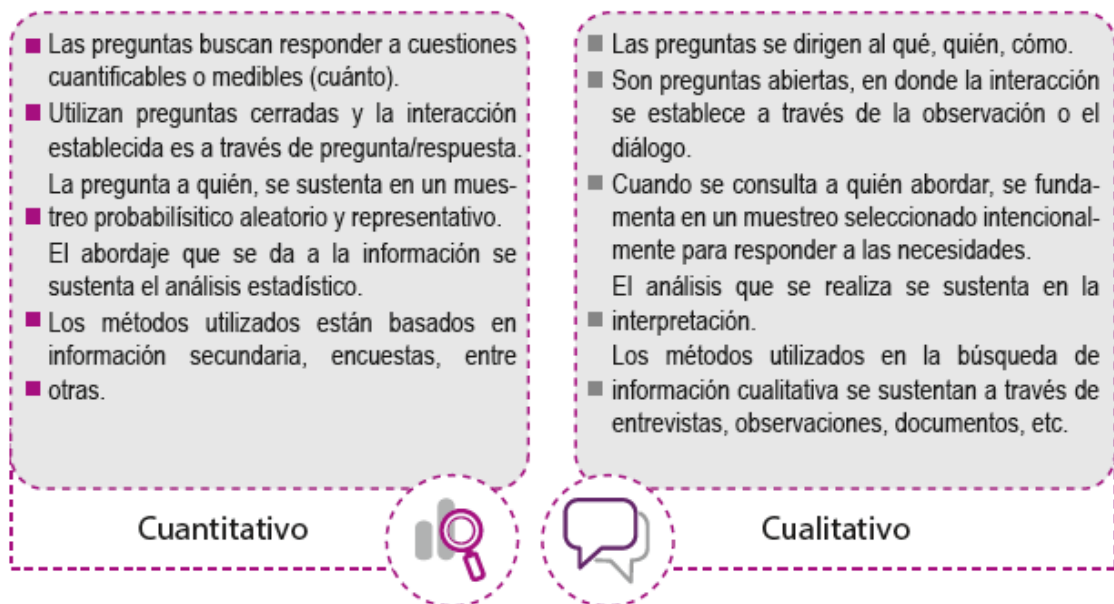 Las preguntas buscan responder a cuestiones
cuantificables o medibles (cuánto).
Utilizan preguntas cerradas y la interacción
establecida es a través de pregunta/respuesta.
La pregunta a quién, se sustenta en un mues-
treo probabilísitico aleatorio y representativo.
El abordaje que se da a la información se
sustenta el análisis estadístico.
Los métodos utilizados están basados en
información secundaria, encuestas, entre
otras.
Cuantitativo
Las preguntas se dirigen al qué, quién, cómo.
Son preguntas abiertas, en donde la interacción
se establece a través de la observación o el
diálogo.
Cuando se consulta a quién abordar, se funda-
menta en un muestreo seleccionado intencional-
mente para responder a las necesidades.
El análisis que se realiza se sustenta en la
interpretación.
Los métodos utilizados en la búsqueda de
información cualitativa se sustentan a través de
entrevistas, observaciones, documentos, etc.
Cualitativo